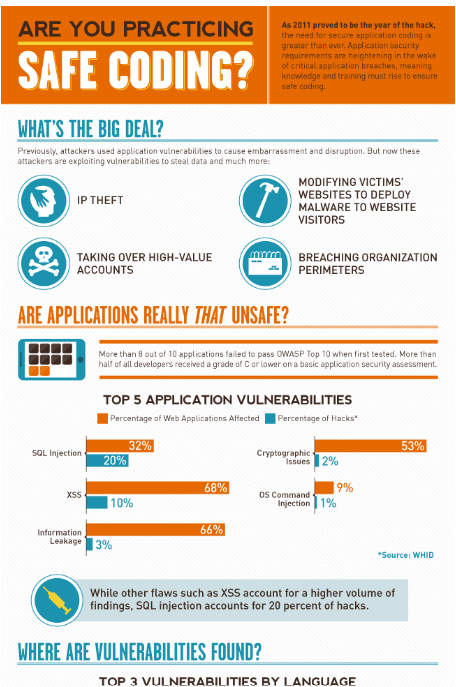 ARE YOU PRACTICING
SAFE CODING?
As 2011 proved to be the year of the hack,
the need for secure application coding is
greater than ever. Application security
requirements are heightening in the wake
of critical application breaches, meaning
knowledge and training must rise to ensure
safe coding.
WHAT'S THE BIG DEAL?
Previously, attackers used application vulnerabilities to cause embarrassment and disruption. But now these
attackers are exploiting vulnerabilities to steal data and much more:
IP THEFT
MODIFYING VICTIMS'
WEBSITES TO DEPLOY
MALWARE TO WEBSITE
VISITORS
TAKING OVER HIGH-VALUE
ACCOUNTS
BREACHING ORGANIZATION
PERIMETERS
ARE APPLICATIONS REALLY THAT UNSAFE?
More than 8 out of 10 applications failed to pass OWASP Top 10 when first tested. More than
half of all developers received a grade of C or lower on a basic application security assessment.
TOP 5 APPLICATION VULNERABILITIES
Percentage of Web Applications Affected
Percentage of Hacks*
SQL Injection
32%
20%
XSS
68%
10%
Information
Leakage
66%
3%
Cryptographic
Issues
53%
2%
OS Command
Injection
9%
1%
*Source: WHID
While other flaws such as XSS account for a higher volume of
findings, SQL injection accounts for 20 percent of hacks.
WHERE ARE VULNERABILITIES FOUND?
TOP 3 VULNERABILITIES BY LANGUAGE